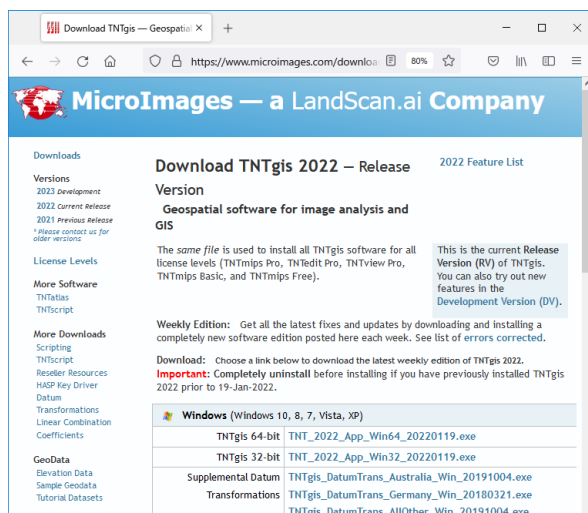 Download TNTgis — Geospatial
https://www.microimages.com/downloa
80%
MicroImages — a LandScan.ai Company
Downloads
Versions
2023 Development
2022 Current Release
2021 Previous Release
* Please contact us for
older versions
License Levels
More Software
TNTatlas
TNTscript
More Downloads
Scripting
TNTscript
Reseller Resources
HASP Key Driver
Datum
Transformations
Linear Combination
Coefficients
GeoData
Elevation Data
Sample Geodata
Tutorial Datasets
Download TNTgis 2022 — Release
Version
Geospatial software for image analysis and
GIS
2022 Feature List
The same file is used to install all TNTgis software for all
license levels (TNTmips Pro, TNTedit Pro, TNTview Pro,
TNTmips Basic, and TNTmips Free).
This is the current Release
Version (RV) of TNTgis.
You can also try out new
features in the
Development Version (DV).
Weekly Edition: Get all the latest fixes and updates by downloading and installing a
completely new software edition posted here each week. See list of errors corrected.
Download: Choose a link below to download the latest weekly edition of TNTgis 2022.
Important: Completely uninstall before installing if you have previously installed TNTgis
2022 prior to 19-Jan-2022.
Windows (Windows 10, 8, 7, Vista, XP)
TNTgis 64-bit TNT_2022_App_Win64_20220119.exe
TNTgis 32-bit TNT_2022_App_Win32_20220119.exe
Supplemental Datum TNTgis_DatumTrans_Australia_Win_20191004.exe
Transformations TNTgis_DatumTrans_Germany_Win_20180321.exe
TNTgis_DatumTrans_AllOther_Win_20191004.exe